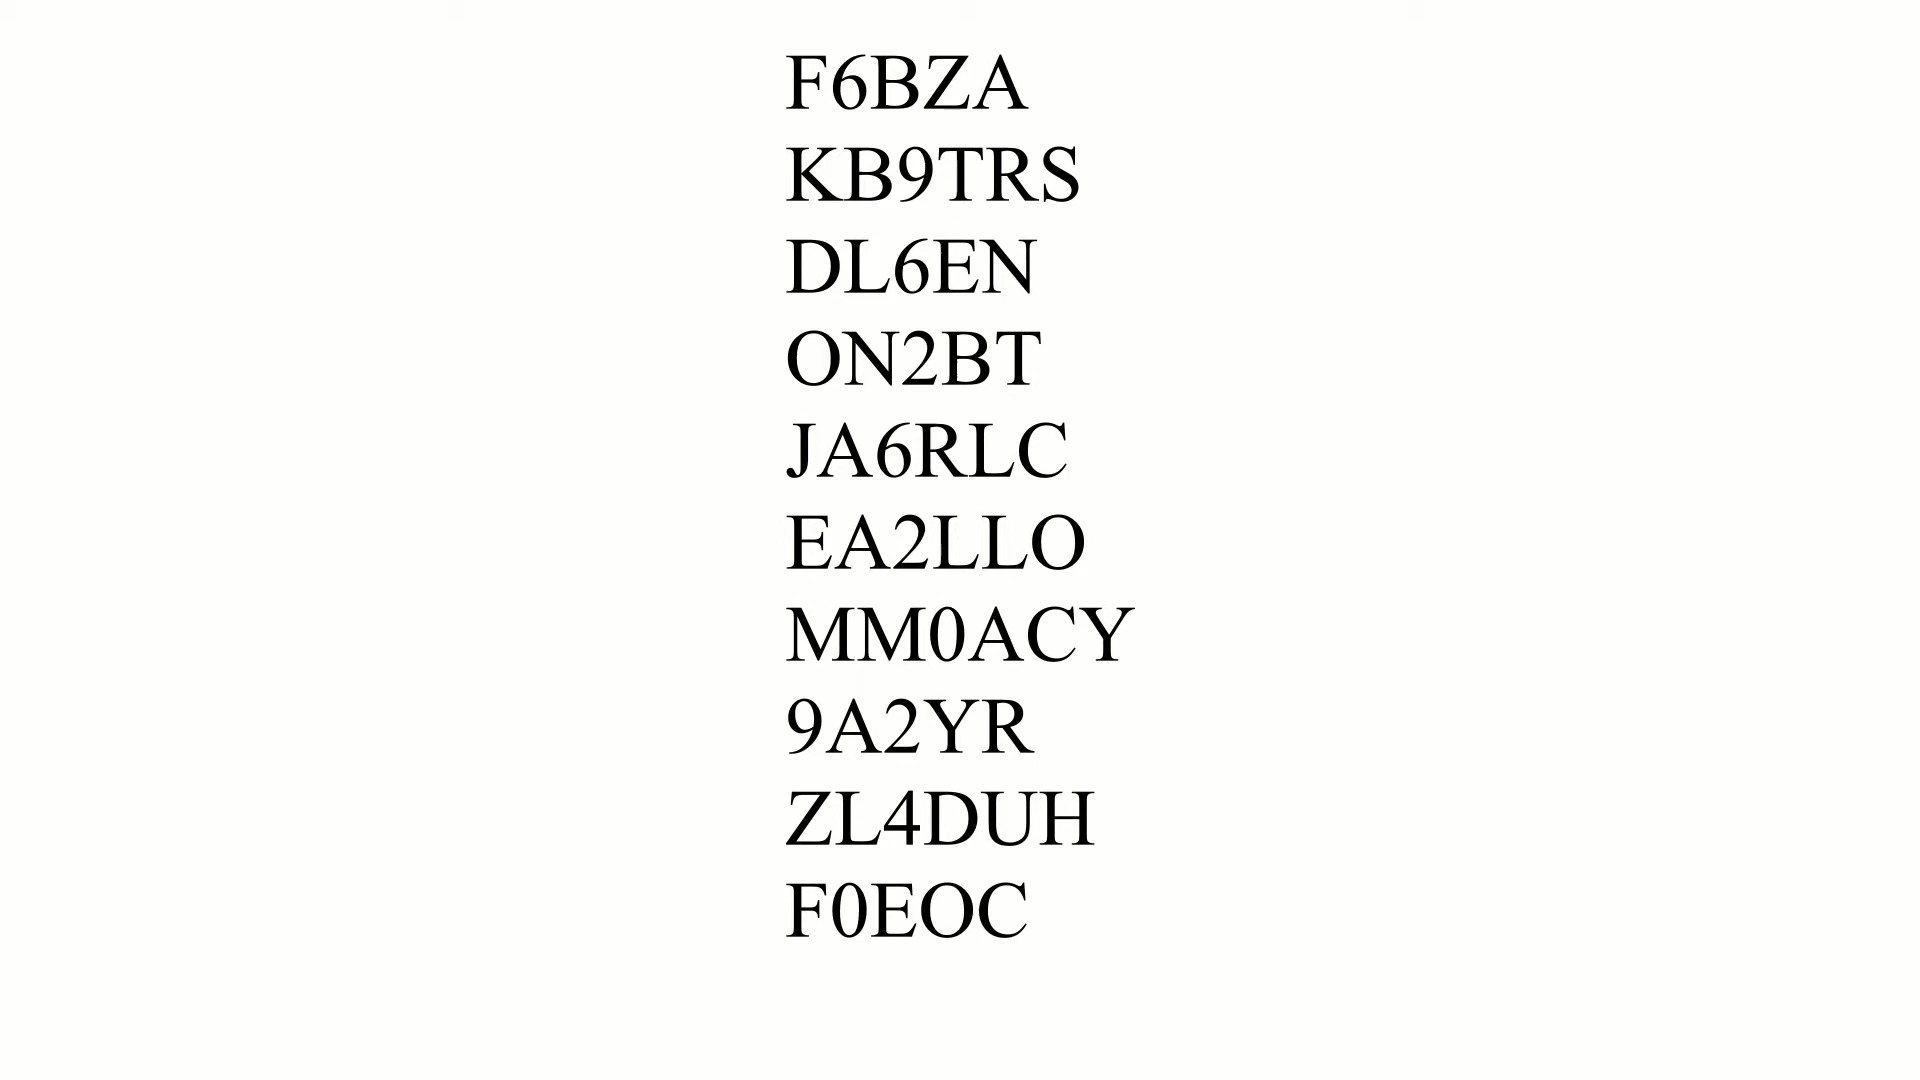 F6BZA
KB9TRS
DL6EN
ON2BT
JA6RLC
EA2LLO
MM0ACY
9A2YR
ZL4DUH
F0EOC